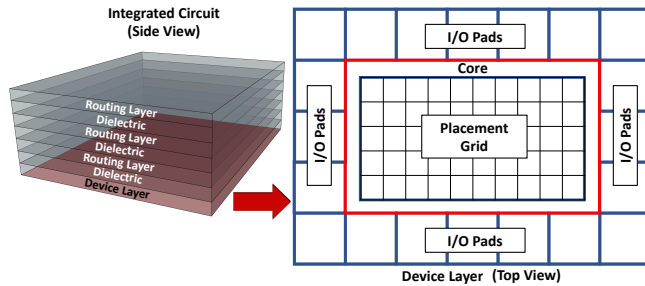 Integrated Circuit
(Side View)
Routing Layer
Dielectric
Routing Layer
Dielectric
Routing Layer
Dielectric
Device Layer
I/O Pads
Core
I/O Pads
Placement
Grid
I/O Pads
I/O Pads
Device Layer (Top View)